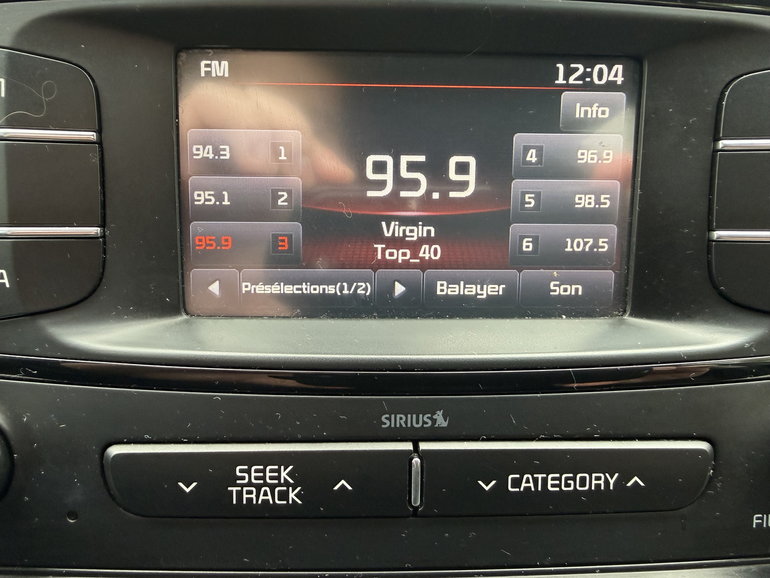 FM 12:04
Info
94.3 1
95.1 2
95.9 3
95.9
Virgin
Top_40
4 96.9
5 98.5
6 107.5
Présélections(1/2) Balayer Son
SIRIUS
SEEK
TRACK
CATEGORY